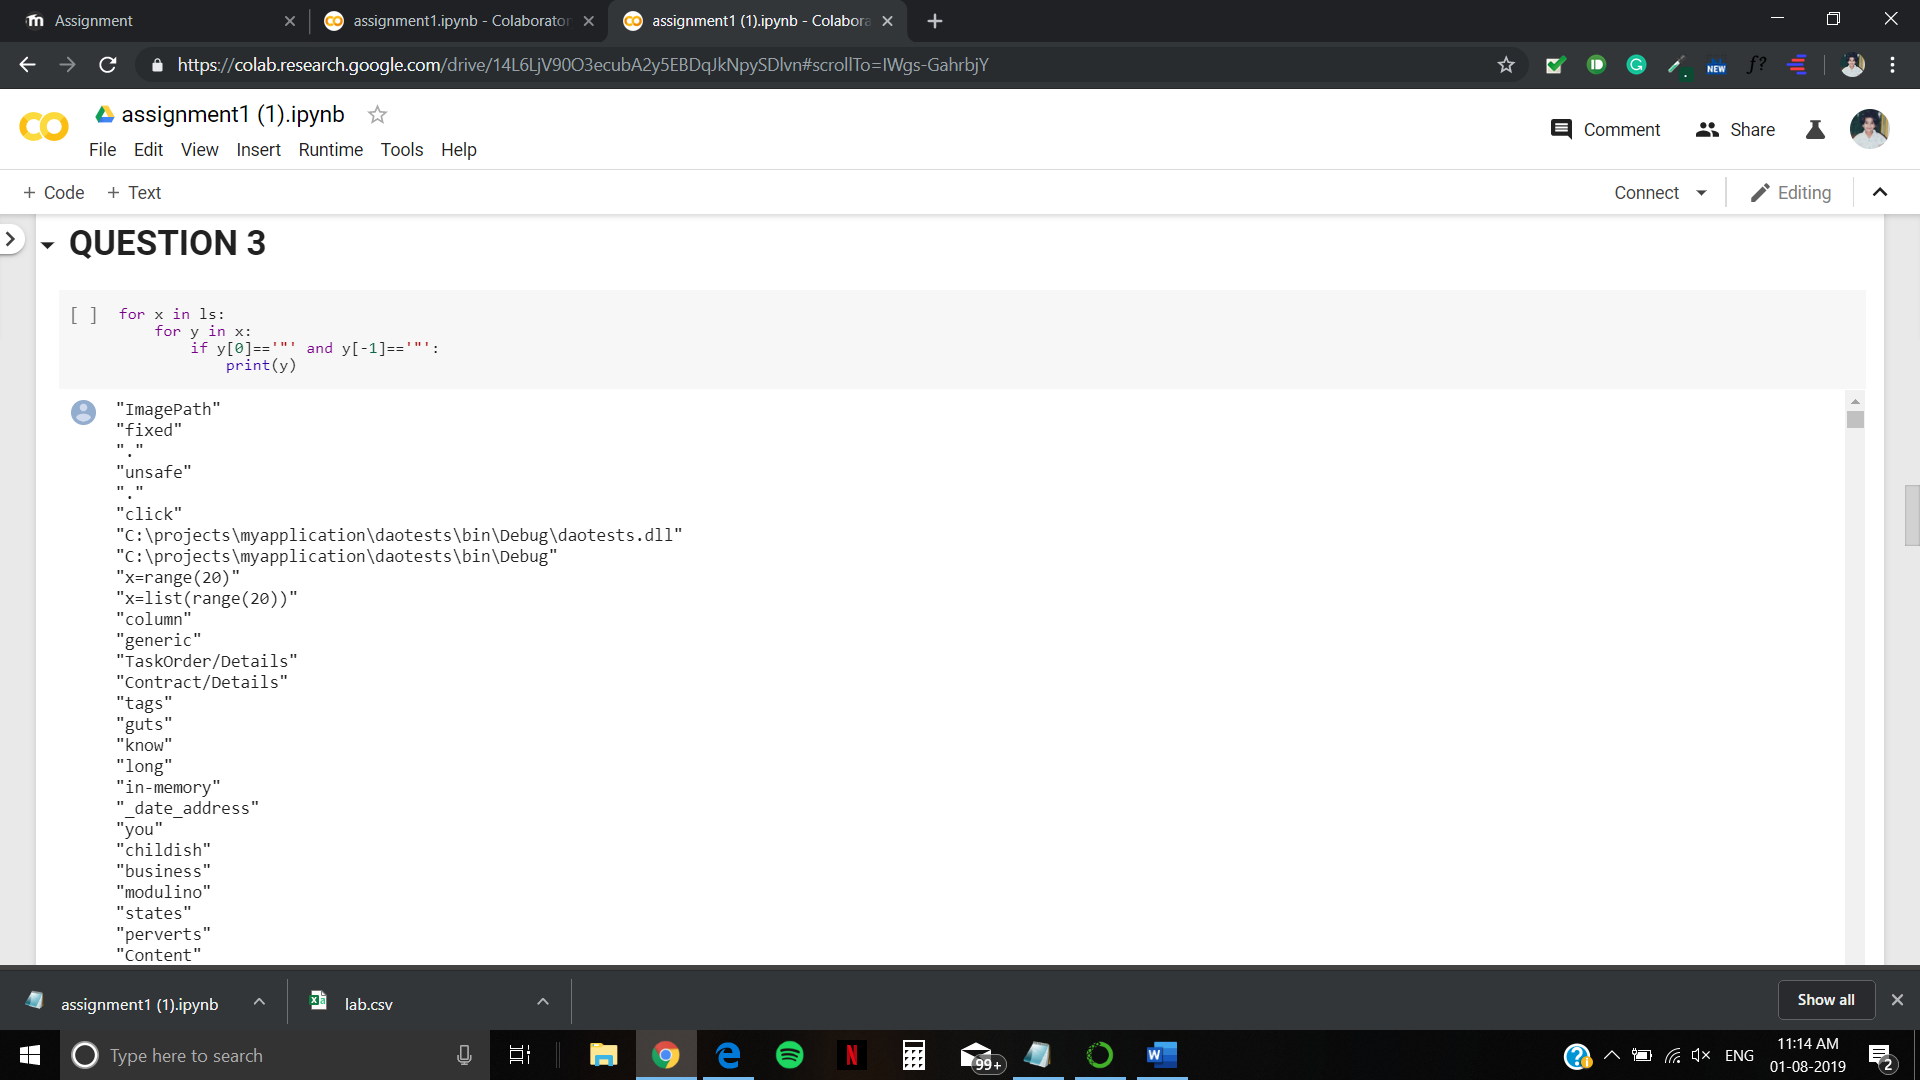 Assignment
assignment1.ipynb - Colaborator
assignment1 (1).ipynb - Colabora
https://colab.research.google.com/drive/14L6LjV90O3ecubA2y5EBDqJkNpySDlvn#scrollTo=IWgs-GahrbjY
NEW
f?
assignment1 (1).ipynb
Comment
Share
File Edit View Insert Runtime Tools Help
+ Code + Text
Connect
Editing
QUESTION 3
[ ] for x in ls:
for y in x:
if y[0]=='"' and y[-1]=='"':
print(y)
"ImagePath"
"fixed"
"."
"unsafe"
"."
"click"
"C:\projects\myapplication\daotests\bin\Debug\daotests.dll"
"C:\projects\myapplication\daotests\bin\Debug"
"x=range(20)"
"x=list(range(20))"
"column"
"generic"
"TaskOrder/Details"
"Contract/Details"
"tags"
"guts"
"know"
"long"
"in-memory"
"_date_address"
"you"
"childish"
"business"
"modulino"
"states"
"perverts"
"Content"
assignment1 (1).ipynb
lab.csv
Show all
Type here to search
99+
ENG
11:14 AM
01-08-2019
2